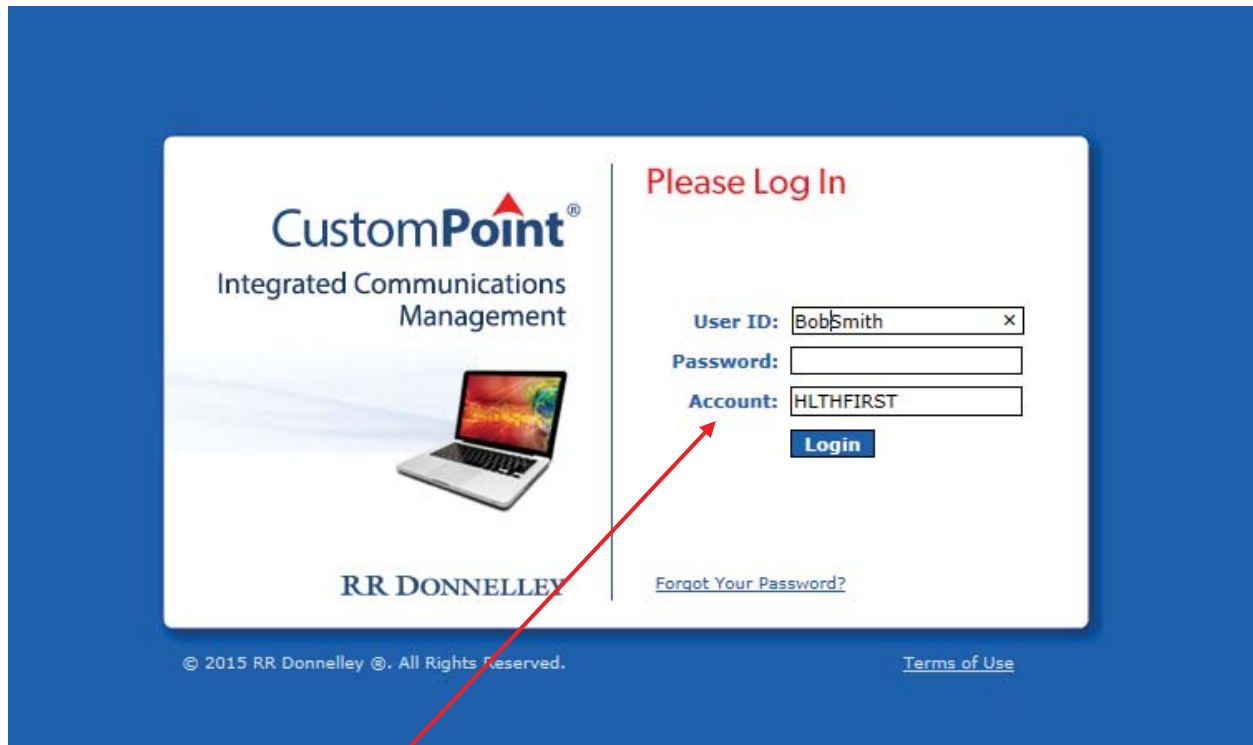 CustomPoint®
Integrated Communications
Management
RR DONNELLEY
Please Log In
User ID: BobSmith ×
Password:
Account: HLTHFIRST
Login
Forgot Your Password?
© 2015 RR Donnelley ®. All Rights Reserved.
Terms of Use